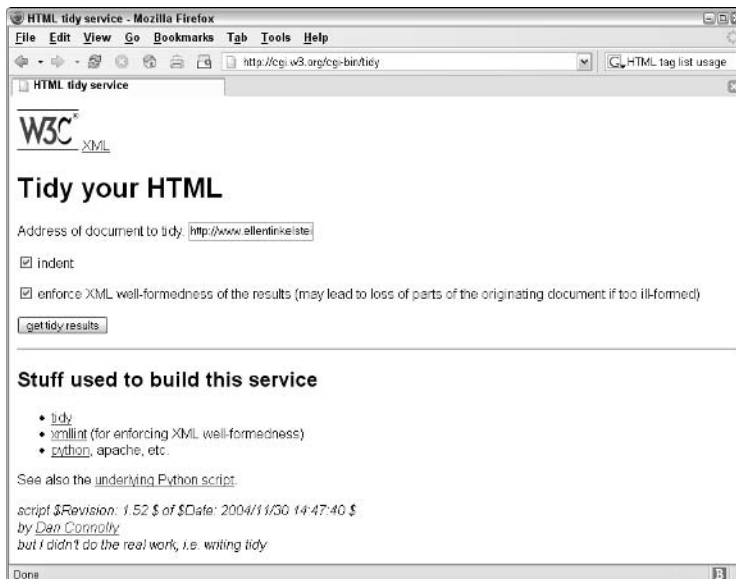 HTML tidy service - Mozilla Firefox
File Edit View Go Bookmarks Tab Tools Help
http://cgi.w3.org/cgi-bin/tidy
G HTML tag list usage
HTML tidy service
W3C® XML
Tidy your HTML
Address of document to tidy: http://www.ellenfinkelstei
indent
enforce XML well-formedness of the results (may lead to loss of parts of the originating document if too ill-formed)
get tidy results
Stuff used to build this service
• tidy
• xmllint (for enforcing XML well-formedness)
• python, apache, etc.
See also the underlying Python script.
script $Revision: 1.52 $ of $Date: 2004/11/30 14:47:40 $
by Dan Connolly
but I didn't do the real work, i.e. writing tidy
Done